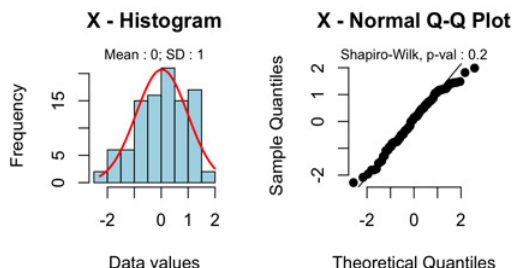 X - Histogram
Mean : 0; SD : 1
Frequency
15
5
0
-2
0
1
2
Data values
X - Normal Q-Q Plot
Shapiro-Wilk, p-val : 0.2
Sample Quantiles
2
1
0
-2
-2
0
1
2
Theoretical Quantiles